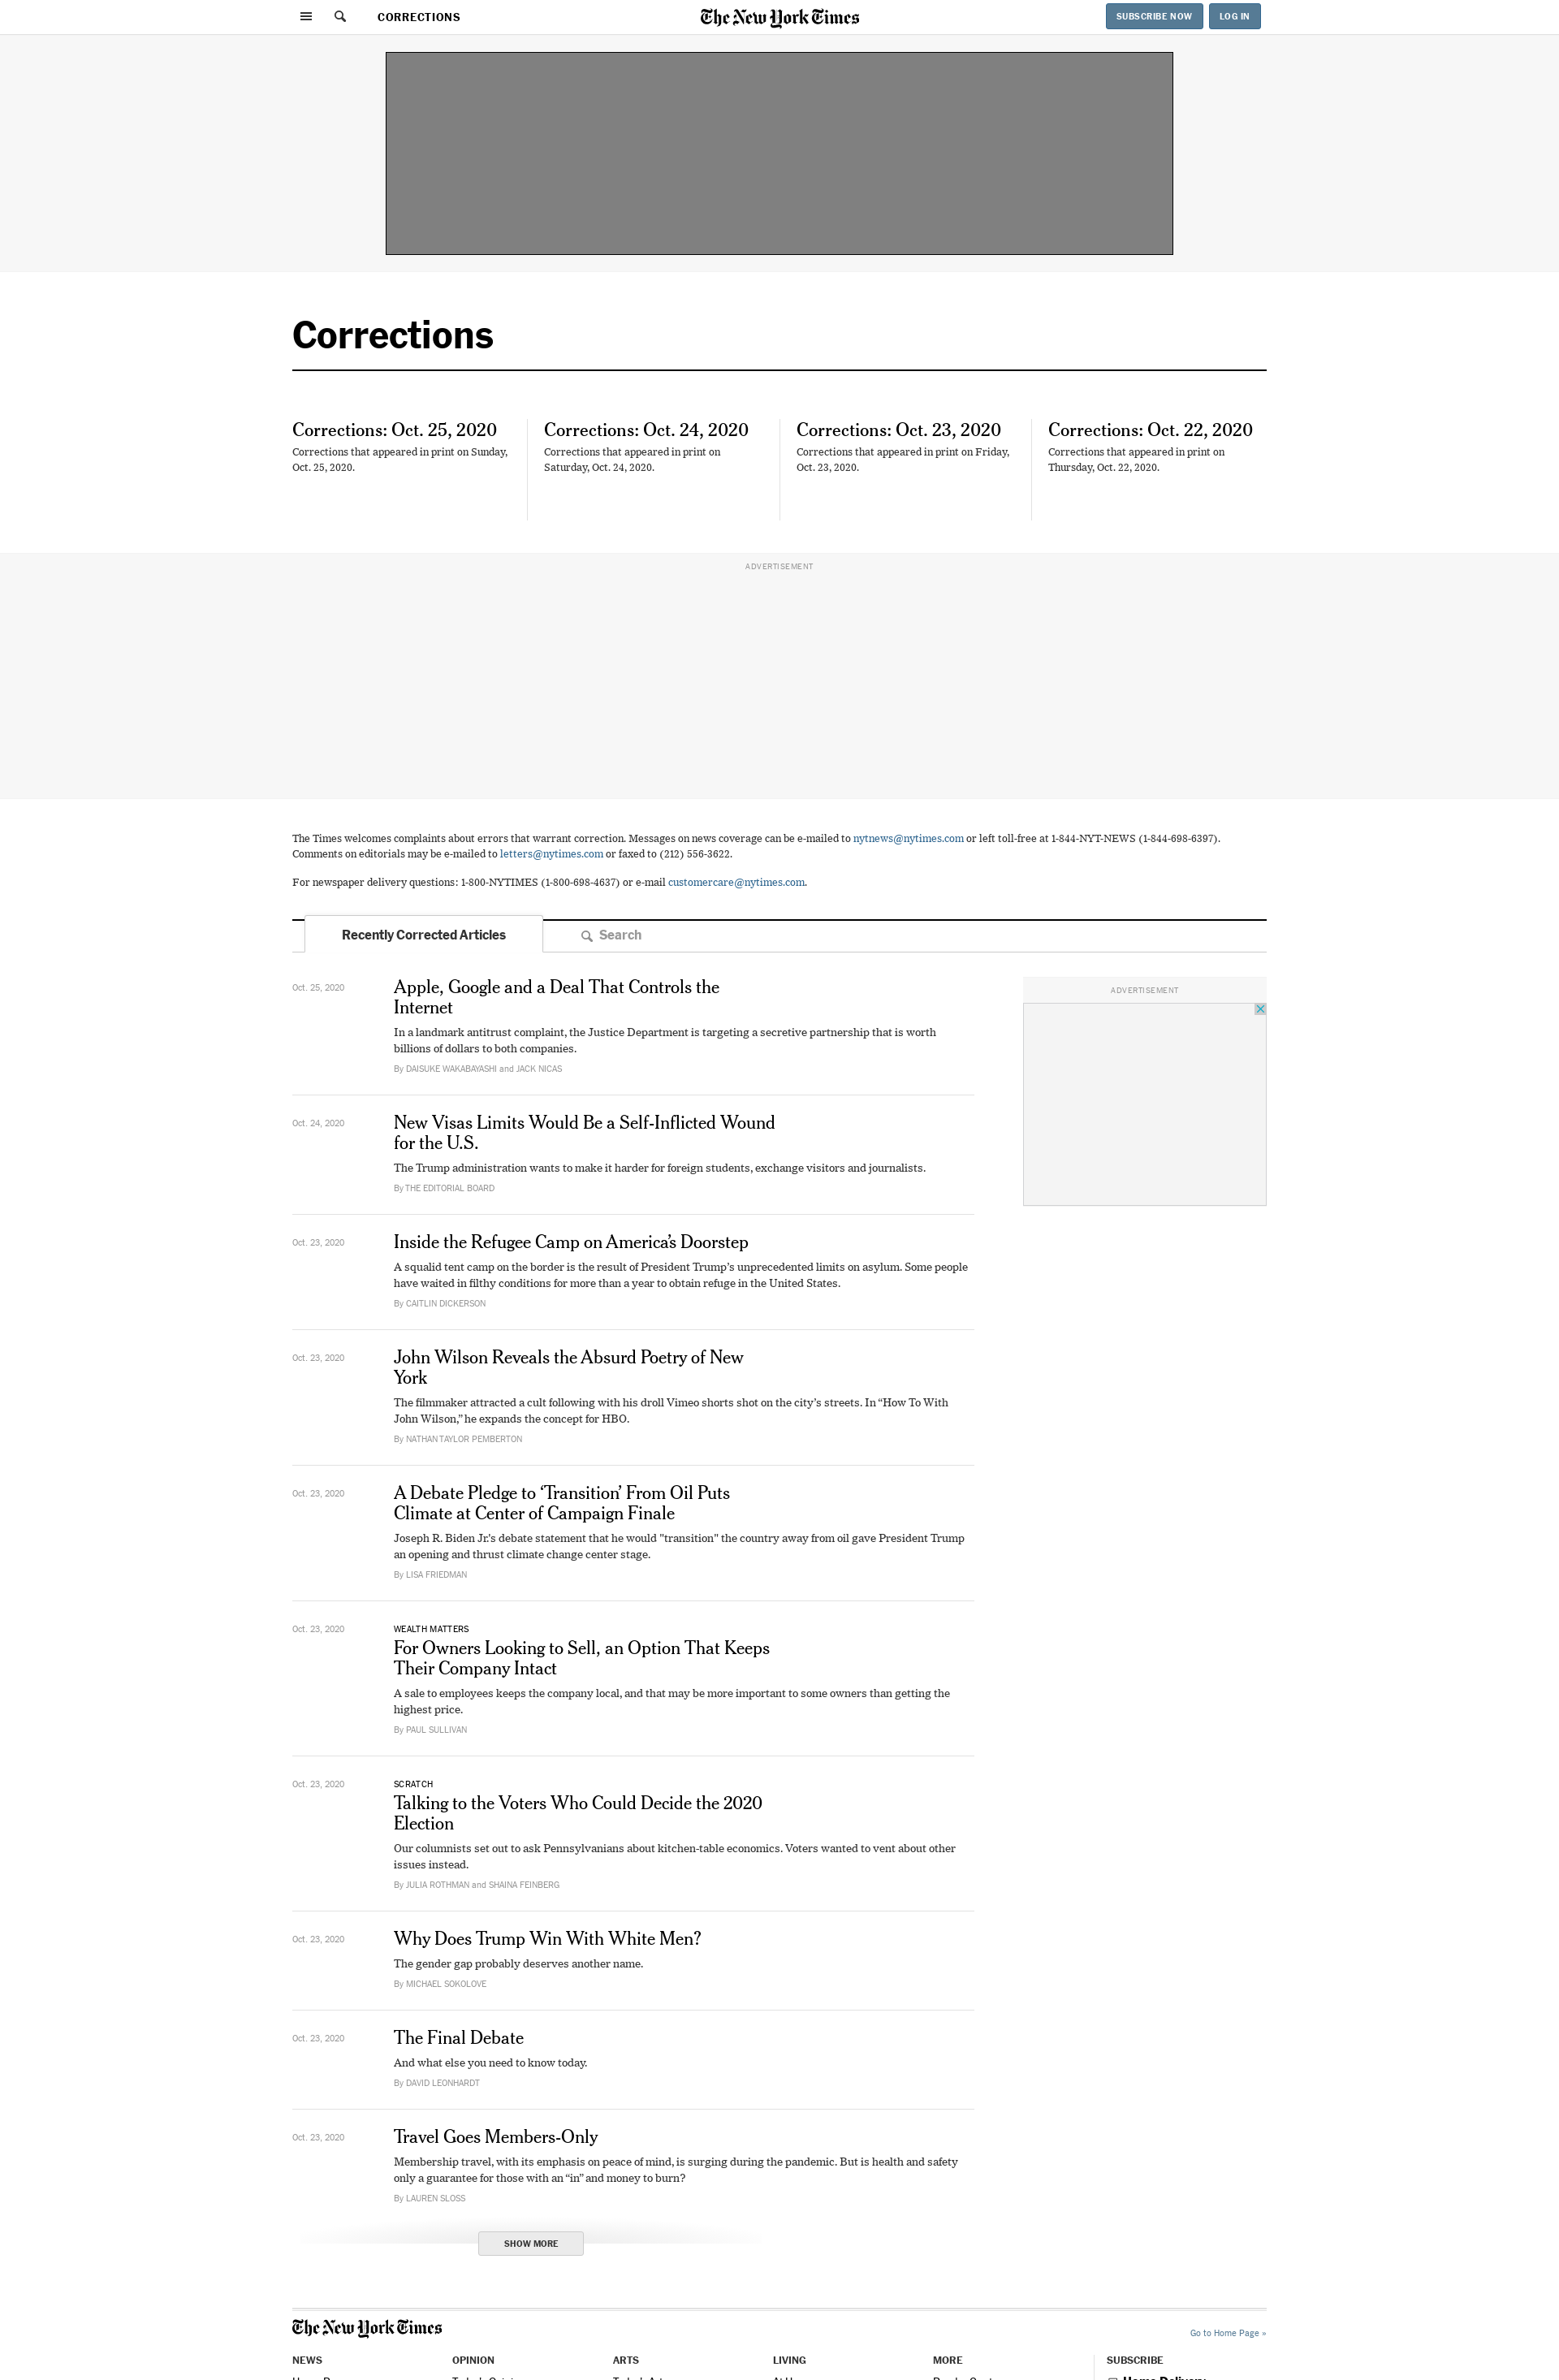 CORRECTIONS
The New York Times
SUBSCRIBE NOW
LOG IN
Corrections
Corrections: Oct. 25, 2020
Corrections that appeared in print on Sunday,
Oct. 25, 2020.
Corrections: Oct. 24, 2020
Corrections that appeared in print on
Saturday, Oct. 24, 2020.
Corrections: Oct. 23, 2020
Corrections that appeared in print on Friday,
Oct. 23, 2020.
Corrections: Oct. 22, 2020
Corrections that appeared in print on
Thursday, Oct. 22, 2020.
ADVERTISEMENT
The Times welcomes complaints about errors that warrant correction. Messages on news coverage can be e-mailed to nytnews@nytimes.com or left toll-free at 1-844-NYT-NEWS (1-844-698-6397).
Comments on editorials may be e-mailed to letters@nytimes.com or faxed to (212) 556-3622.
For newspaper delivery questions: 1-800-NYTIMES (1-800-698-4637) or e-mail customercare@nytimes.com.
Recently Corrected Articles
Search
Oct. 25, 2020
Apple, Google and a Deal That Controls the
Internet
In a landmark antitrust complaint, the Justice Department is targeting a secretive partnership that is worth
billions of dollars to both companies.
By DAISUKE WAKABAYASHI and JACK NICAS
ADVERTISEMENT
Oct. 24, 2020
New Visas Limits Would Be a Self-Inflicted Wound
for the U.S.
The Trump administration wants to make it harder for foreign students, exchange visitors and journalists.
By THE EDITORIAL BOARD
Oct. 23, 2020
Inside the Refugee Camp on America’s Doorstep
A squalid tent camp on the border is the result of President Trump’s unprecedented limits on asylum. Some people
have waited in filthy conditions for more than a year to obtain refuge in the United States.
By CAITLIN DICKERSON
Oct. 23, 2020
John Wilson Reveals the Absurd Poetry of New
York
The filmmaker attracted a cult following with his droll Vimeo shorts shot on the city’s streets. In “How To With
John Wilson,” he expands the concept for HBO.
By NATHAN TAYLOR PEMBERTON
Oct. 23, 2020
A Debate Pledge to ‘Transition’ From Oil Puts
Climate at Center of Campaign Finale
Joseph R. Biden Jr.’s debate statement that he would "transition" the country away from oil gave President Trump
an opening and thrust climate change center stage.
By LISA FRIEDMAN
Oct. 23, 2020
WEALTH MATTERS
For Owners Looking to Sell, an Option That Keeps
Their Company Intact
A sale to employees keeps the company local, and that may be more important to some owners than getting the
highest price.
By PAUL SULLIVAN
Oct. 23, 2020
SCRATCH
Talking to the Voters Who Could Decide the 2020
Election
Our columnists set out to ask Pennsylvanians about kitchen-table economics. Voters wanted to vent about other
issues instead.
By JULIA ROTHMAN and SHAINA FEINBERG
Oct. 23, 2020
Why Does Trump Win With White Men?
The gender gap probably deserves another name.
By MICHAEL SOKOLOVE
Oct. 23, 2020
The Final Debate
And what else you need to know today.
By DAVID LEONHARDT
Oct. 23, 2020
Travel Goes Members-Only
Membership travel, with its emphasis on peace of mind, is surging during the pandemic. But is health and safety
only a guarantee for those with an “in” and money to burn?
By LAUREN SLOSS
SHOW MORE
The New York Times
Go to Home Page »
NEWS
OPINION
ARTS
LIVING
MORE
SUBSCRIBE